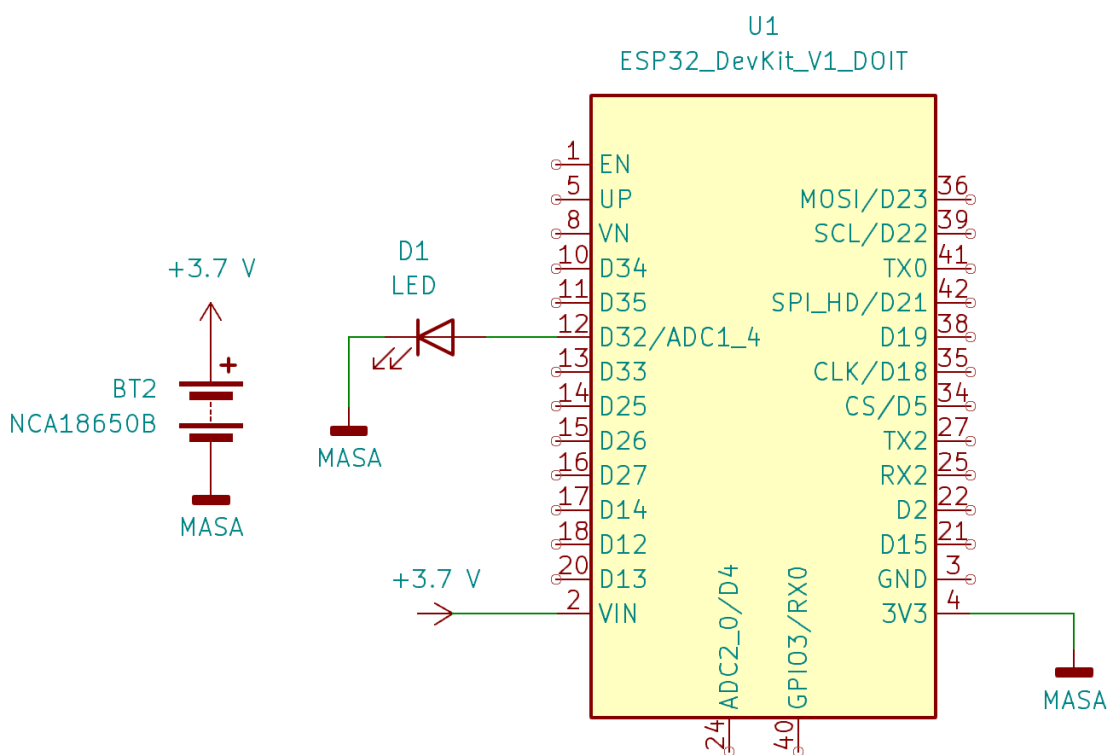 U1
ESP32_DevKit_V1_DOIT
1 EN
5 UP
8 VN
10 D34
11 D35
12 D32/ADC1_4
13 D33
14 D25
15 D26
16 D27
17 D14
18 D12
20 D13
2 VIN
MOSI/D23 36
SCL/D22 39
TX0 41
SPI_HD/D21 42
D19 38
CLK/D18 35
CS/D5 34
TX2 27
RX2 25
D2 22
D15 21
GND 3
3V3 4
ADC2_0/D4 24
GPIO3/RX0 40
D1
LED
MASA
+3.7 V
+
BT2
NCA18650B
MASA
+3.7 V
MASA